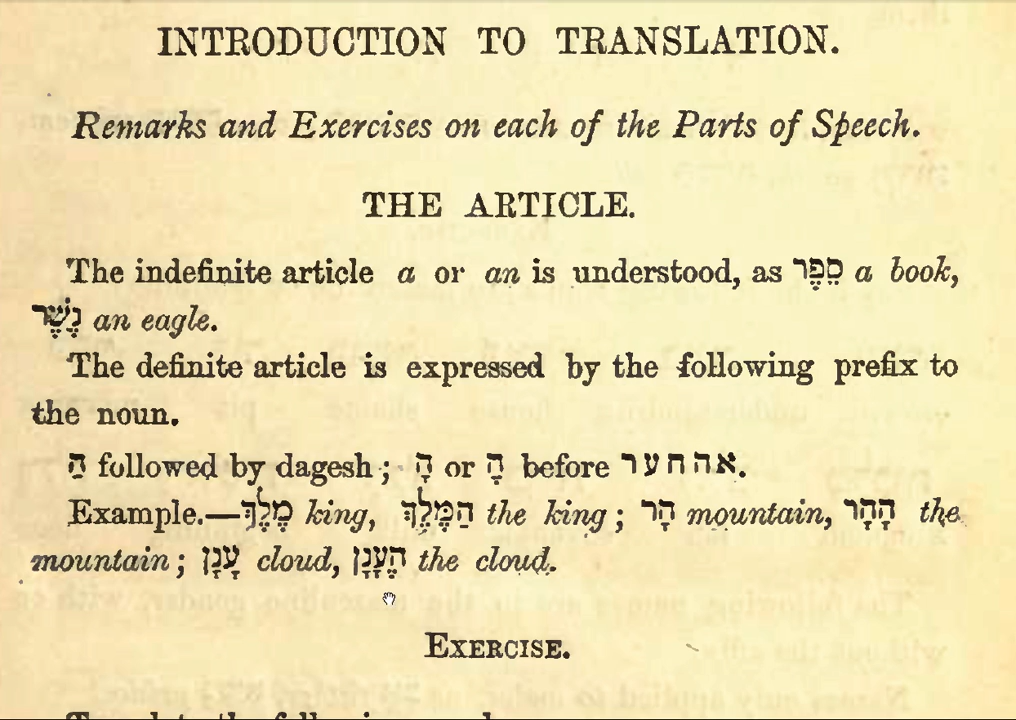 INTRODUCTION TO TRANSLATION.
Remarks and Exercises on each of the Parts of Speech.
THE ARTICLE.
The indefinite article a or an is understood, as סֵפֶר a book,
נֶשֶׁר an eagle.
The definite article is expressed by the following prefix to
the noun.
הַ followed by dagesh; הָ or הֶ before אהחער.
Example.—מֶלֶךְ king, הַמֶּלֶךְ the king; הָר mountain, הָהָר the
mountain; עָנָן cloud, הֶעָנָן the cloud.
EXERCISE.